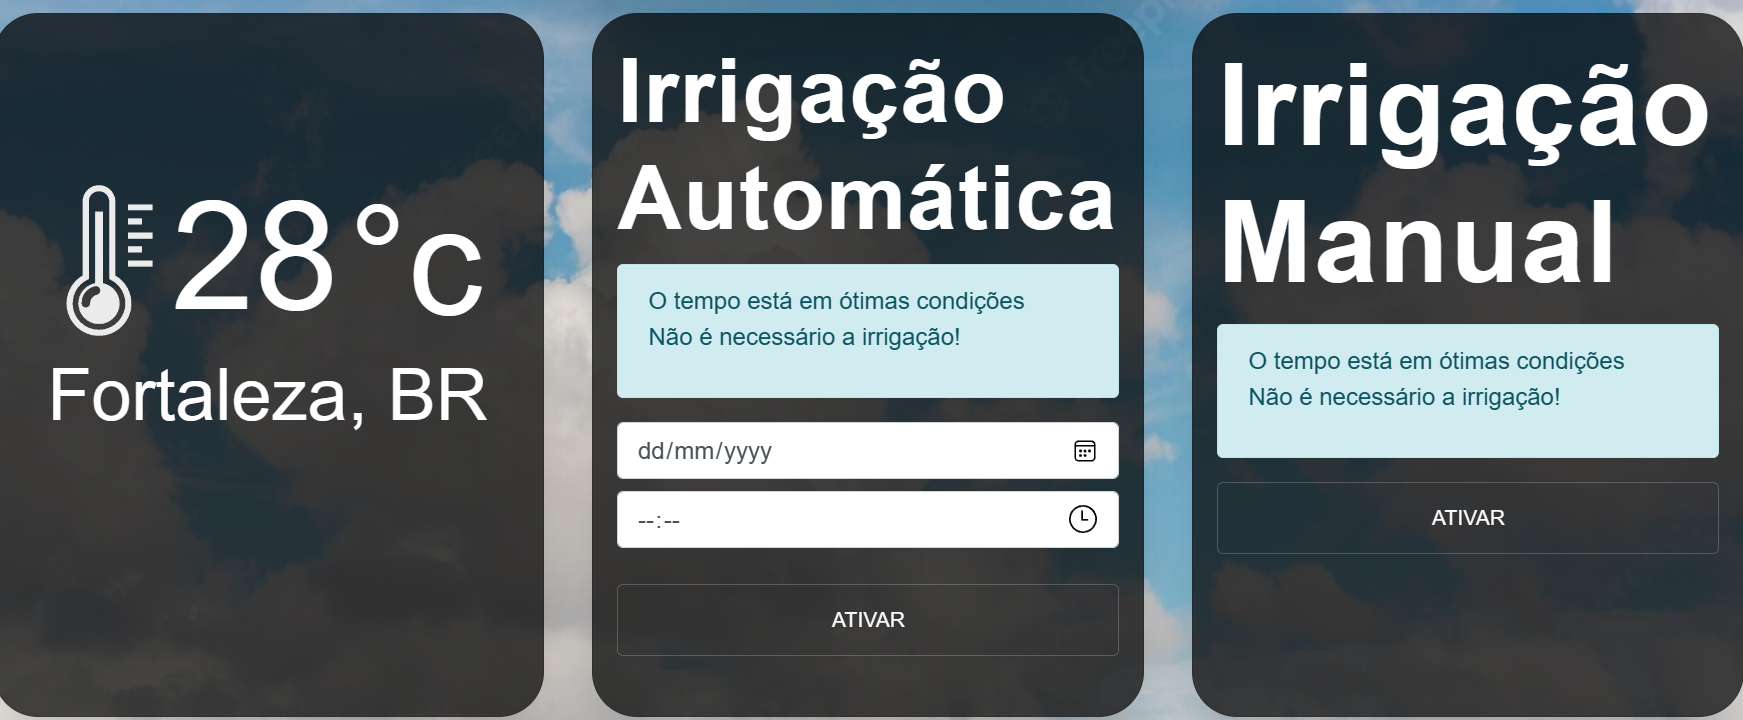 28°c
Fortaleza, BR
Irrigação
Automática
O tempo está em ótimas condições
Não é necessário a irrigação!
dd/mm/yyyy
--:--
ATIVAR
Irrigação
Manual
O tempo está em ótimas condições
Não é necessário a irrigação!
ATIVAR